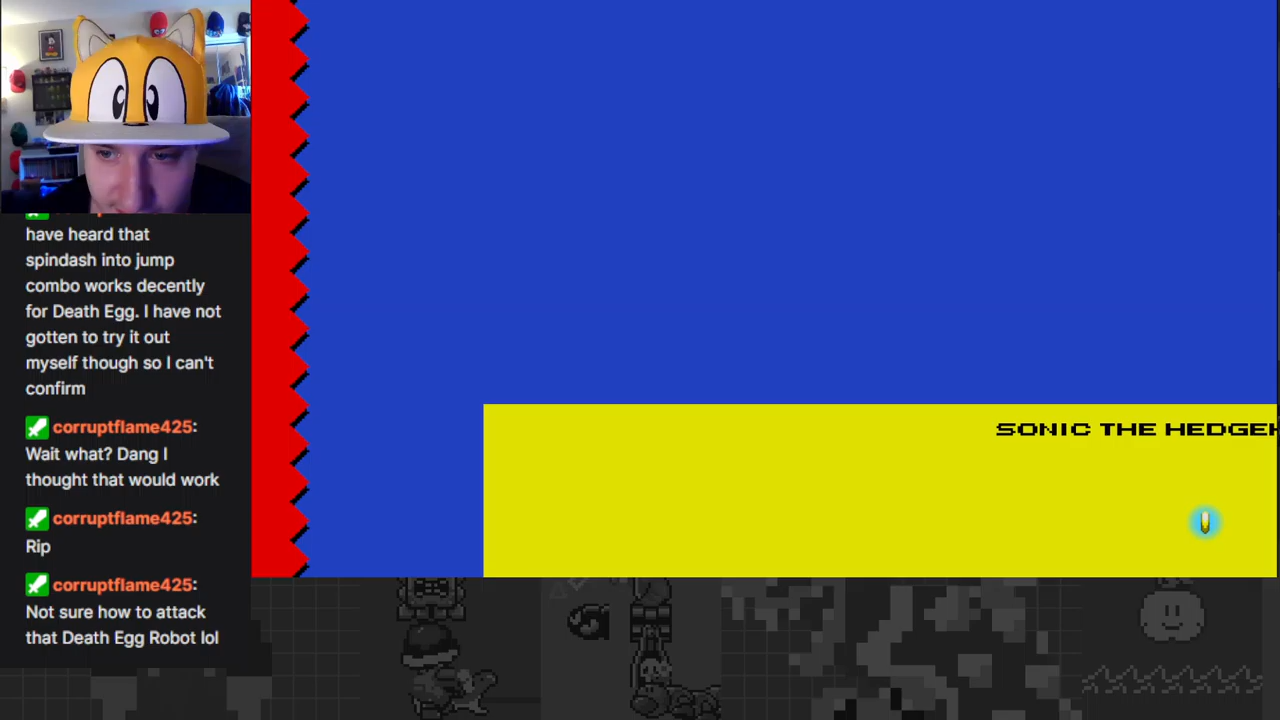 have heard that
spindash into jump
combo works decently
for Death Egg. I have not
gotten to try it out
myself though so I can't
confirm
corruptflame425:
Wait what? Dang I
thought that would work
corruptflame425:
Rip
corruptflame425:
Not sure how to attack
that Death Egg Robot lol
SONIC THE HEDGEH